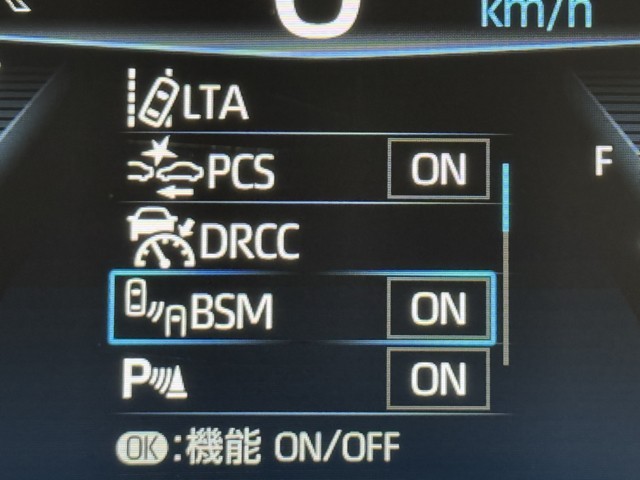 km/h
LTA
PCS ON
F
DRCC
BSM ON
P ON
OK:機能 ON/OFF